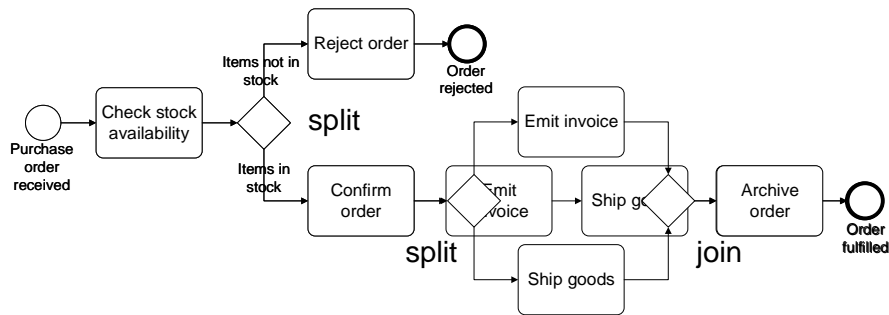 Reject order
Items not in
stock
Order
rejected
Check stock
availability
split
Emit invoice
Purchase
order
received
Items in
stock
Confirm
order
Ship
Archive
order
split
join
Order
fulfilled
Ship goods